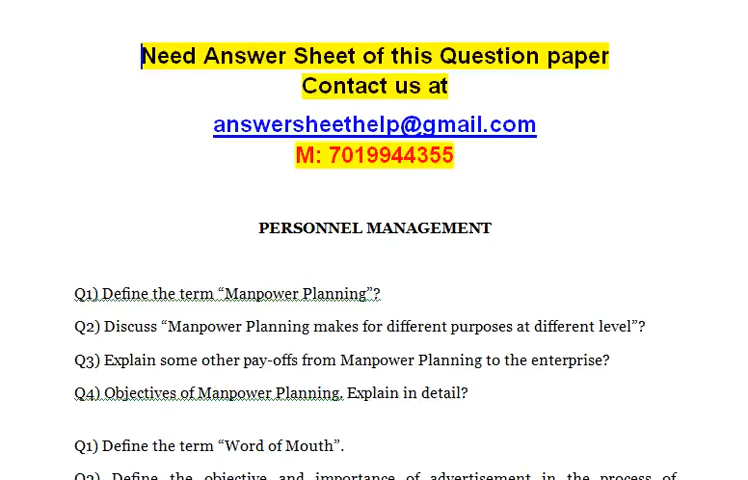 Need Answer Sheet of this Question paper
Contact us at
answersheethelp@gmail.com
M: 7019944355
PERSONNEL MANAGEMENT
Q1) Define the term “Manpower Planning”?
Q2) Discuss “Manpower Planning makes for different purposes at different level”?
Q3) Explain some other pay-offs from Manpower Planning to the enterprise?
Q4) Objectives of Manpower Planning. Explain in detail?
Q1) Define the term “Word of Mouth”.
Q2) Define the objective and importance of advertisement in the process of